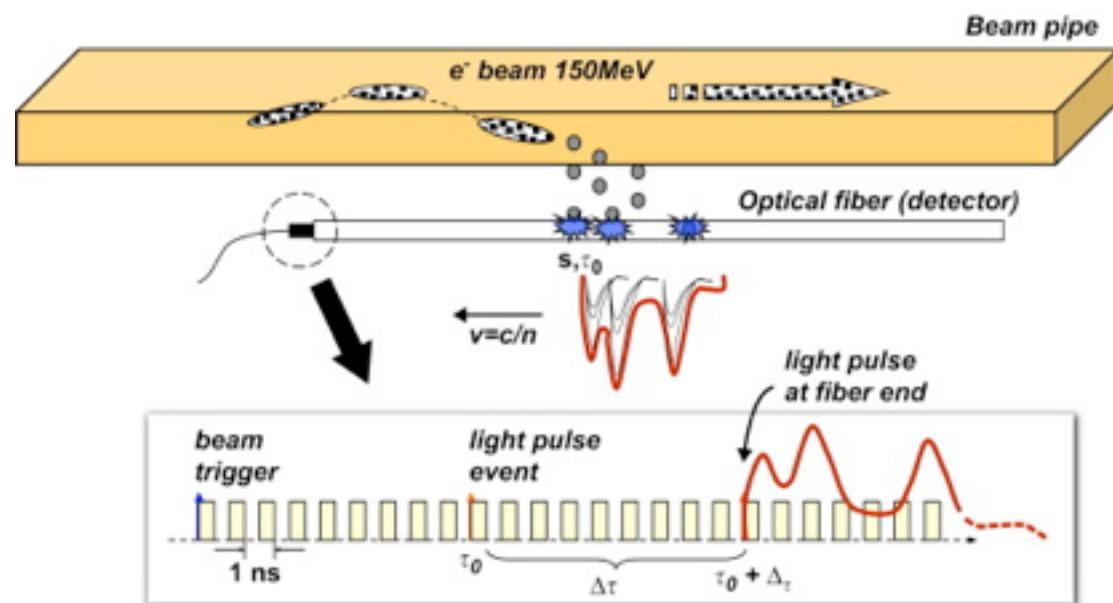 Beam pipe
e⁻ beam 150MeV
Optical fiber (detector)
s,τ₀
v=c/n
light pulse
at fiber end
beam
trigger
light pulse
event
1 ns
τ₀
Δτ
τ₀ + Δτ